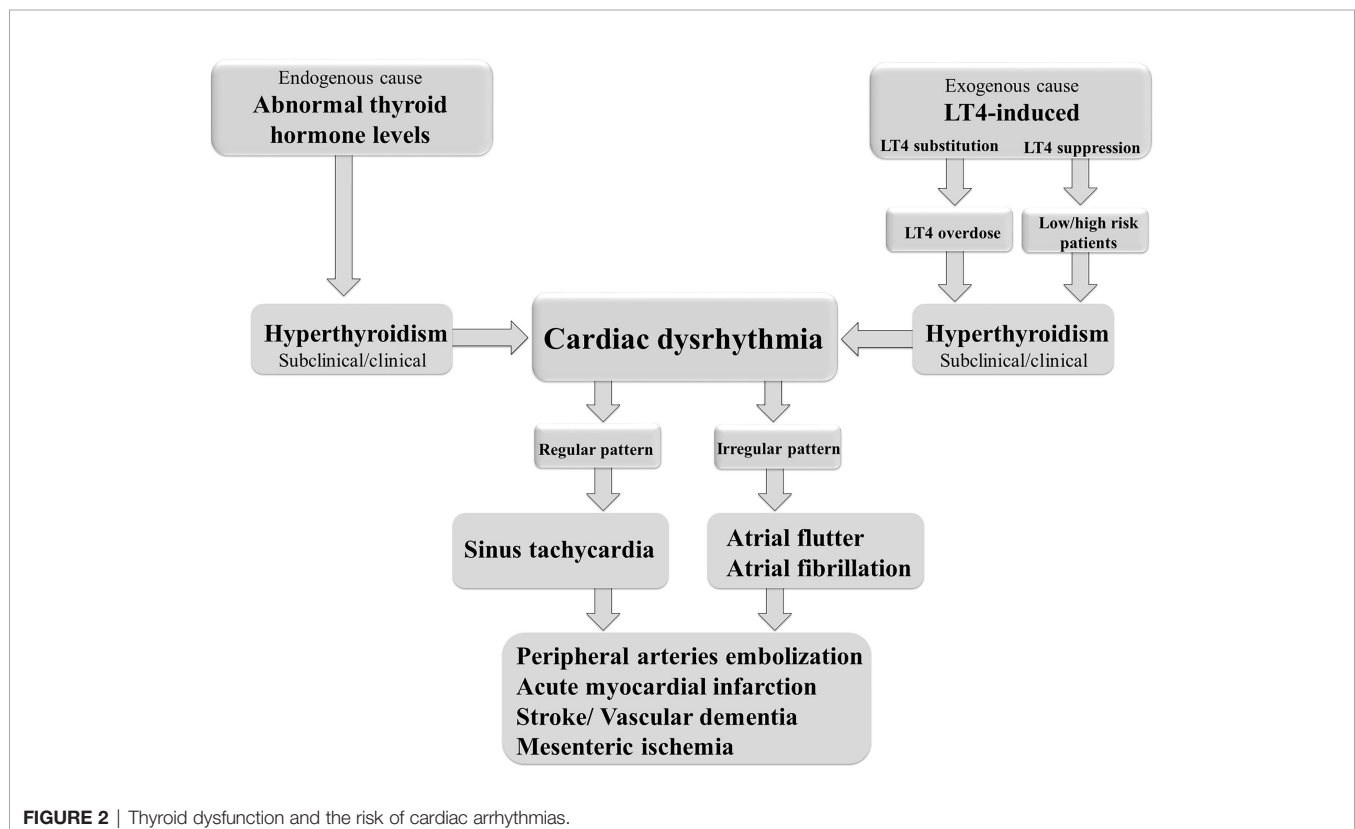 Endogenous cause
Abnormal thyroid
hormone levels
Exogenous cause
LT4-induced
LT4 substitution
LT4 suppression
LT4 overdose
Low/high risk
patients
Hyperthyroidism
Subclinical/clinical
Cardiac dysrhythmia
Hyperthyroidism
Subclinical/clinical
Regular pattern
Irregular pattern
Sinus tachycardia
Atrial flutter
Atrial fibrillation
Peripheral arteries embolization
Acute myocardial infarction
Stroke/ Vascular dementia
Mesenteric ischemia
FIGURE 2 | Thyroid dysfunction and the risk of cardiac arrhythmias.